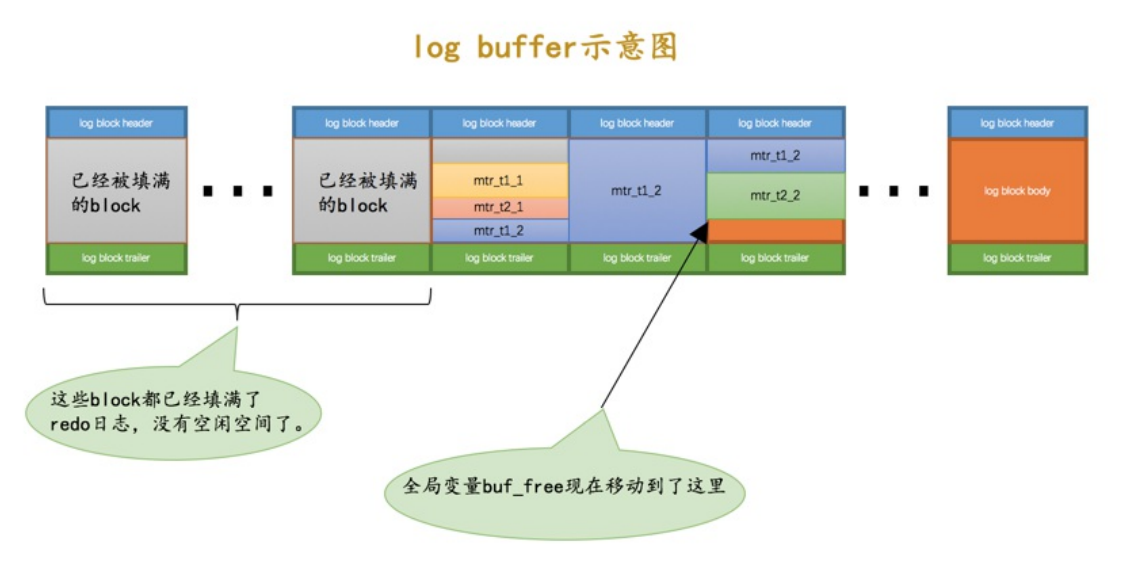 log buffer示意图
log block header
log block header
log block header
log block header
log block header
log block header
已经被填满
的block
已经被填满
的block
mtr_t1_1
mtr_t2_1
mtr_t1_2
mtr_t1_2
mtr_t1_2
mtr_t2_2
log block body
log block trailer
log block trailer
log block trailer
log block trailer
log block trailer
log block trailer
这些block都已经填满了
redo日志，没有空闲空间了。
全局变量buf_free现在移动到了这里